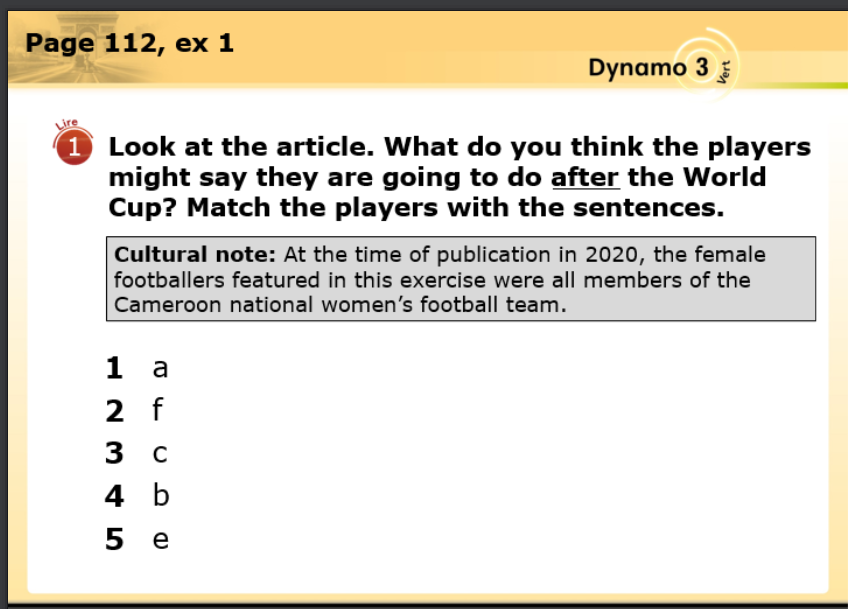 Page 112, ex 1
Dynamo 3 Vert
Lire
1 Look at the article. What do you think the players
might say they are going to do after the World
Cup? Match the players with the sentences.
Cultural note: At the time of publication in 2020, the female
footballers featured in this exercise were all members of the
Cameroon national women’s football team.
1 a
2 f
3 c
4 b
5 e